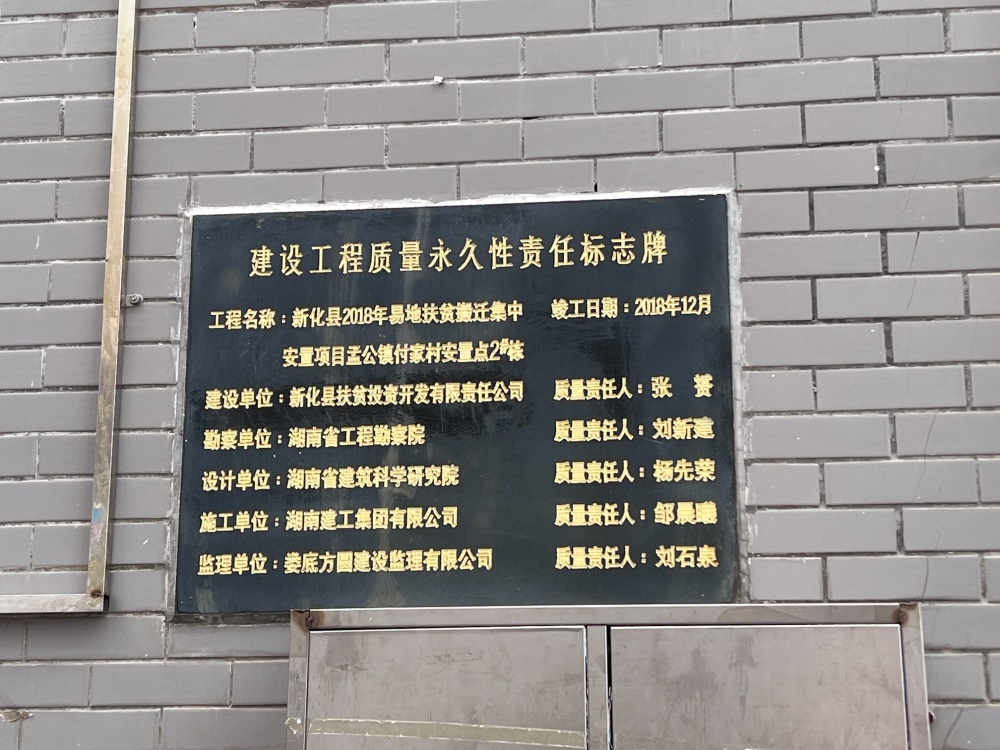 建设工程质量永久性责任标志牌
工程名称：新化县2018年易地扶贫搬迁集中 竣工日期：2018年12月
安置项目孟公镇付家村安置点2#栋
建设单位：新化县扶贫投资开发有限责任公司 质量责任人：张 赟
勘察单位：湖南省工程勘察院 质量责任人：刘新建
设计单位：湖南省建筑科学研究院 质量责任人：杨先荣
施工单位：湖南建工集团有限公司 质量责任人：邹晨曦
监理单位：娄底方圆建设监理有限公司 质量责任人：刘石泉